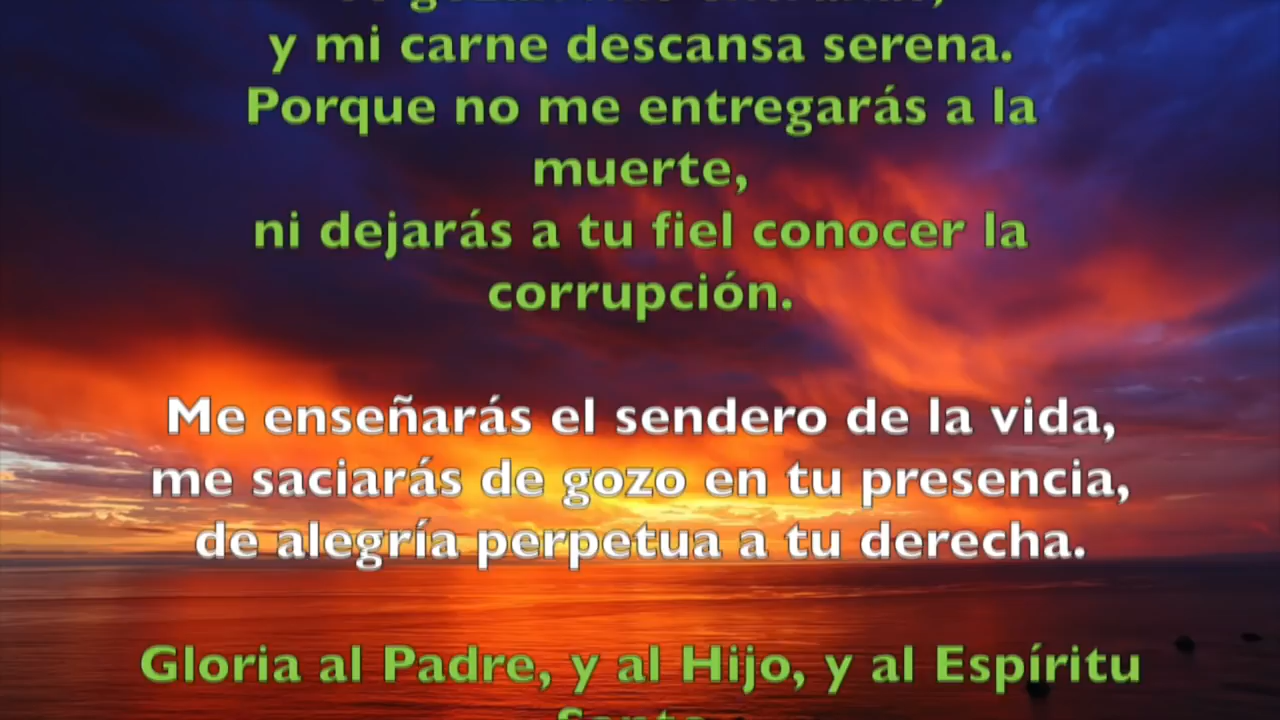 y mi carne descansa serena.
Porque no me entregarás a la
muerte,
ni dejarás a tu fiel conocer la
corrupción.
Me enseñarás el sendero de la vida,
me saciarás de gozo en tu presencia,
de alegría perpetua a tu derecha.
Gloria al Padre, y al Hijo, y al Espíritu